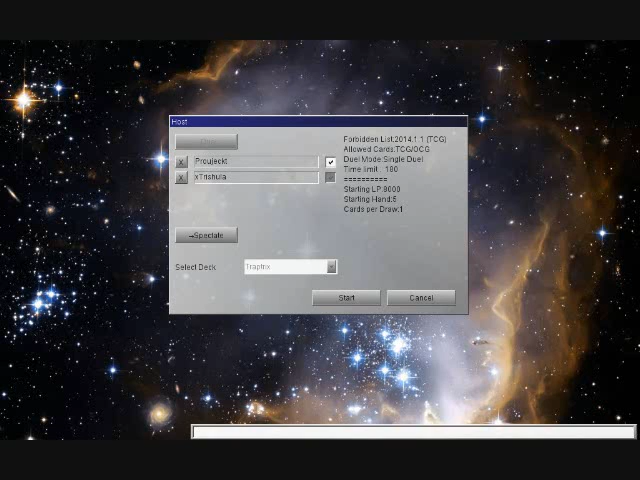 Host
x Proujeckt
x xTrishula
Forbidden List:2014.1.1 (TCG)
Allowed Cards:TCG/OCG
Duel Mode:Single Duel
Time limit : 180
==========
Starting LP:8000
Starting Hand:5
Cards per Draw:1
→Spectate
Select Deck
Traptrix
Start
Cancel